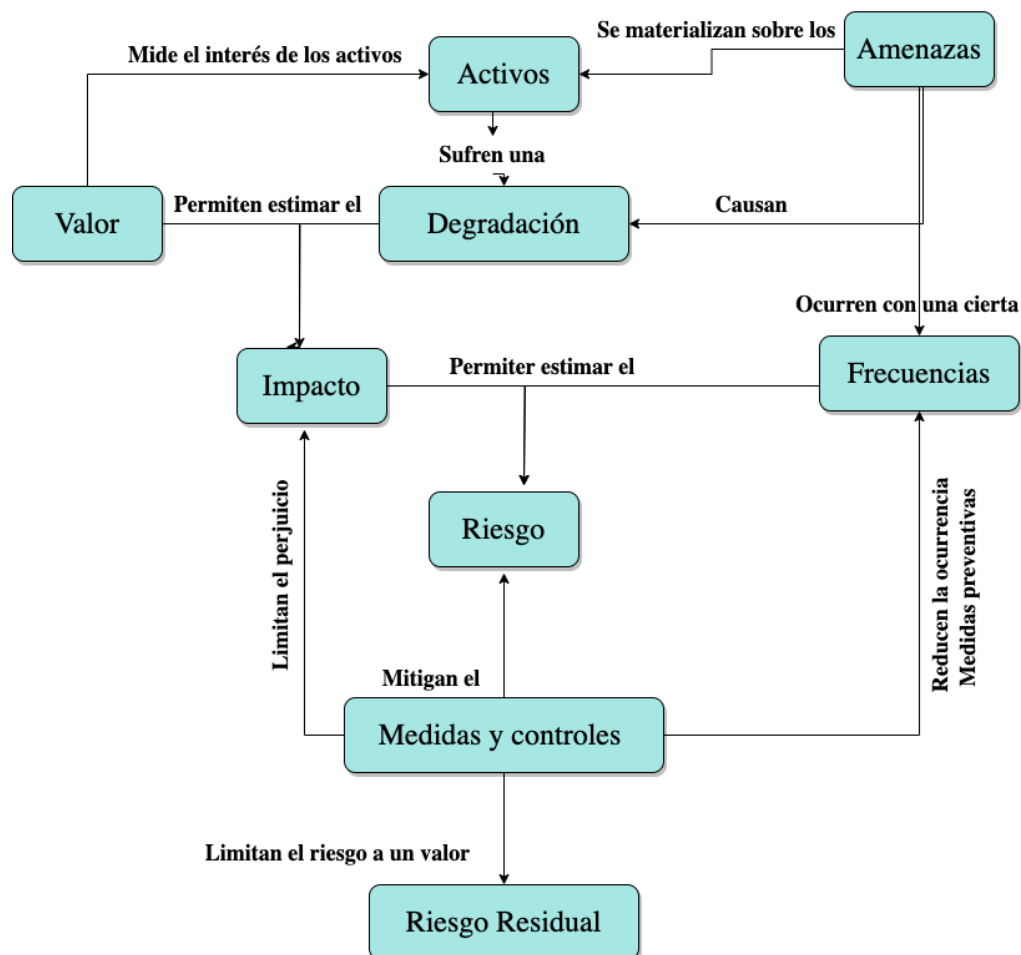 Se materializan sobre los
Amenazas
Mide el interés de los activos
Activos
Sufren una
Valor
Permiten estimar el
Degradación
Causan
Ocurren con una cierta
Impacto
Permiter estimar el
Frecuencias
Limitan el perjuicio
Riesgo
Reducen la ocurrencia
Medidas preventivas
Mitigan el
Medidas y controles
Limitan el riesgo a un valor
Riesgo Residual